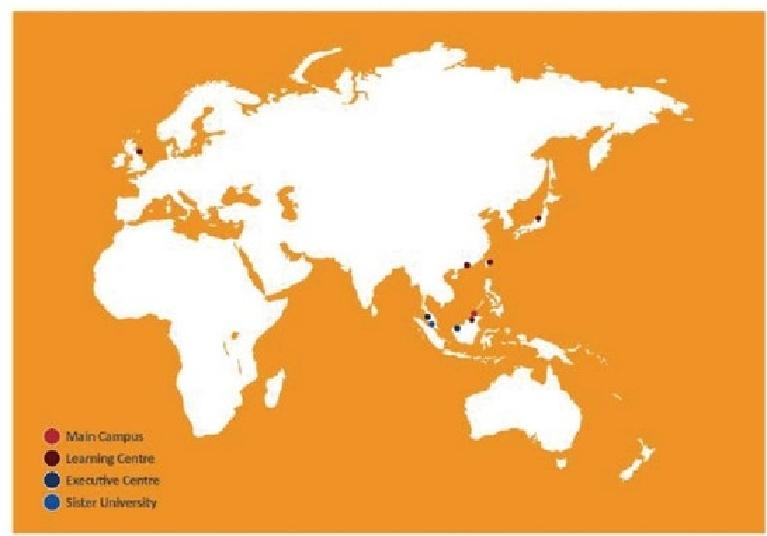 Main Campus
Learning Centre
Executive Centre
Sister University